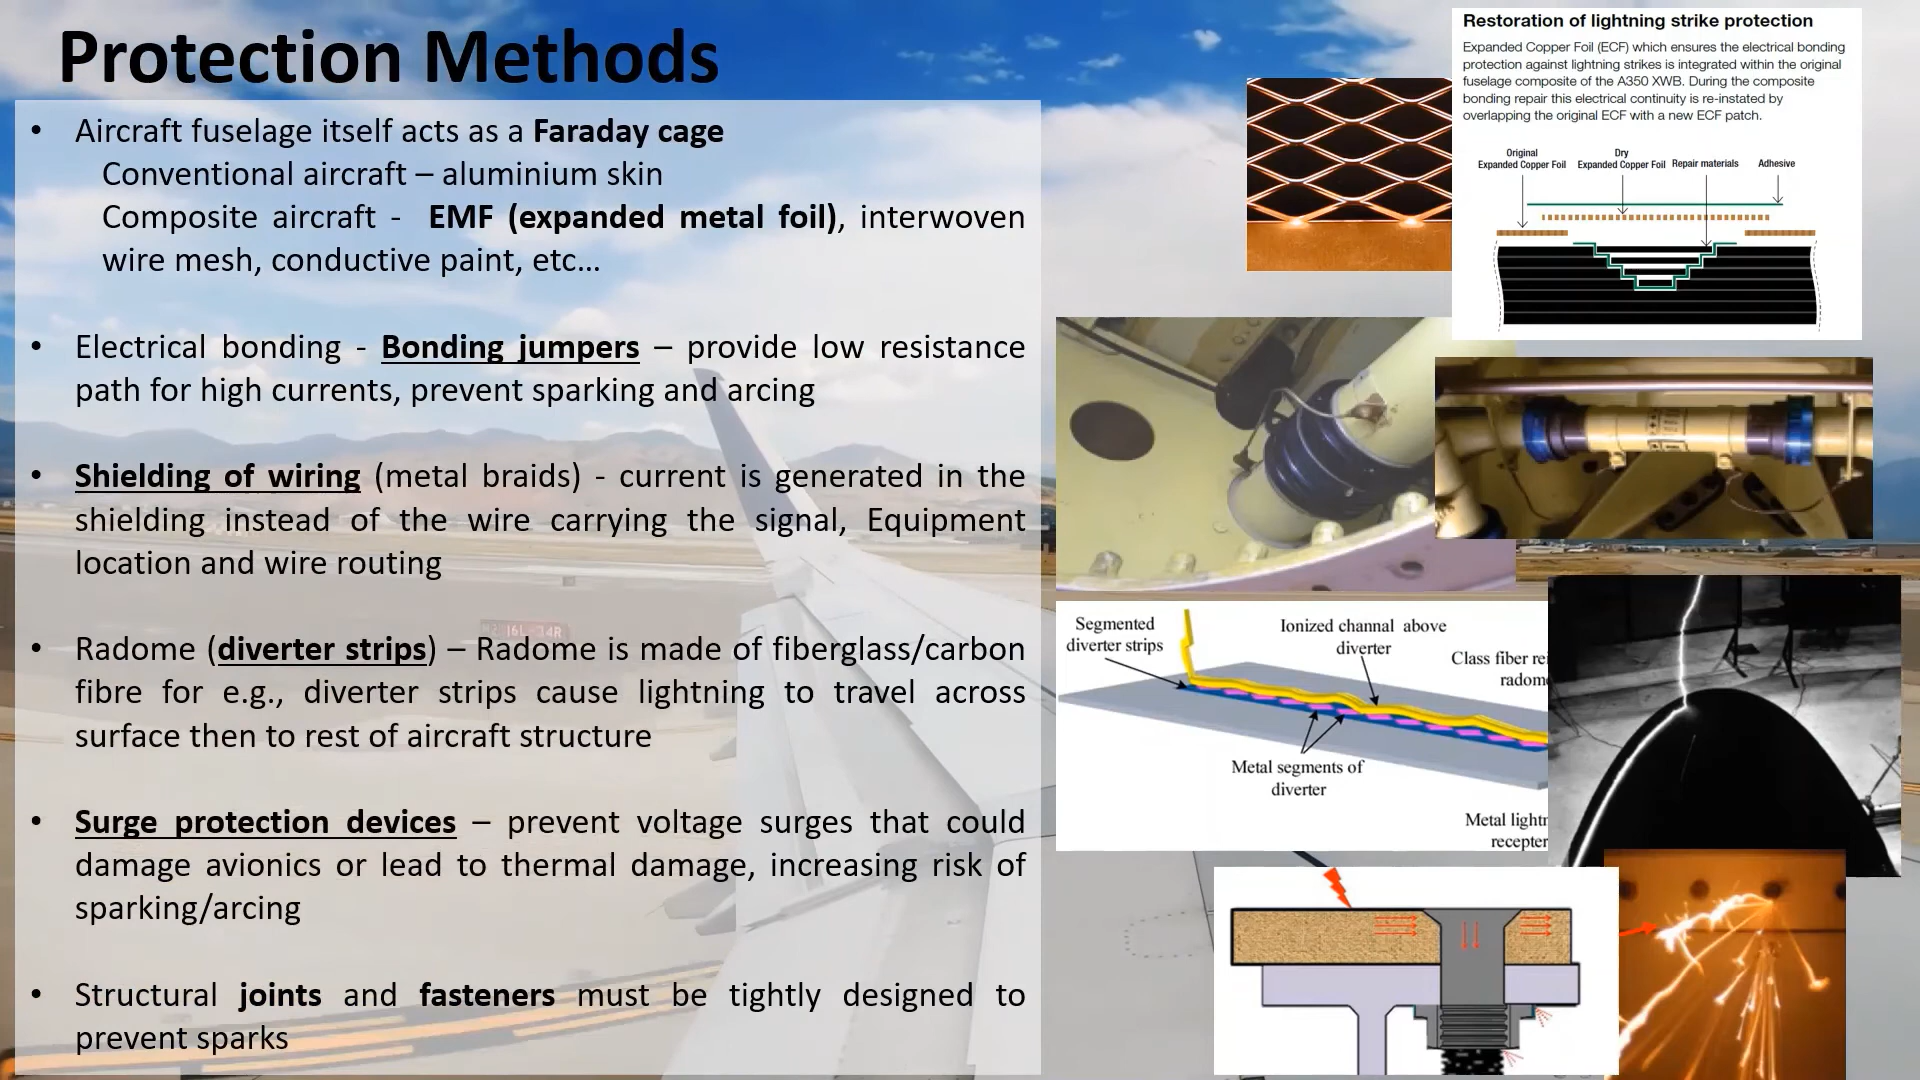 Protection Methods
• Aircraft fuselage itself acts as a Faraday cage
Conventional aircraft – aluminium skin
Composite aircraft - EMF (expanded metal foil), interwoven
wire mesh, conductive paint, etc…
• Electrical bonding - Bonding jumpers – provide low resistance
path for high currents, prevent sparking and arcing
• Shielding of wiring (metal braids) - current is generated in the
shielding instead of the wire carrying the signal, Equipment
location and wire routing
• Radome (diverter strips) – Radome is made of fiberglass/carbon
fibre for e.g., diverter strips cause lightning to travel across
surface then to rest of aircraft structure
• Surge protection devices – prevent voltage surges that could
damage avionics or lead to thermal damage, increasing risk of
sparking/arcing
• Structural joints and fasteners must be tightly designed to
prevent sparks
Restoration of lightning strike protection
Expanded Copper Foil (ECF) which ensures the electrical bonding
protection against lightning strikes is integrated within the original
fuselage composite of the A350 XWB. During the composite
bonding repair this electrical continuity is re-instated by
overlapping the original ECF with a new ECF patch.
Original
Expanded Copper Foil
Dry
Expanded Copper Foil
Repair materials
Adhesive
Segmented
diverter strips
Ionized channel above
diverter
Class fiber rei
radome
Metal segments of
diverter
Metal lightn
recepter